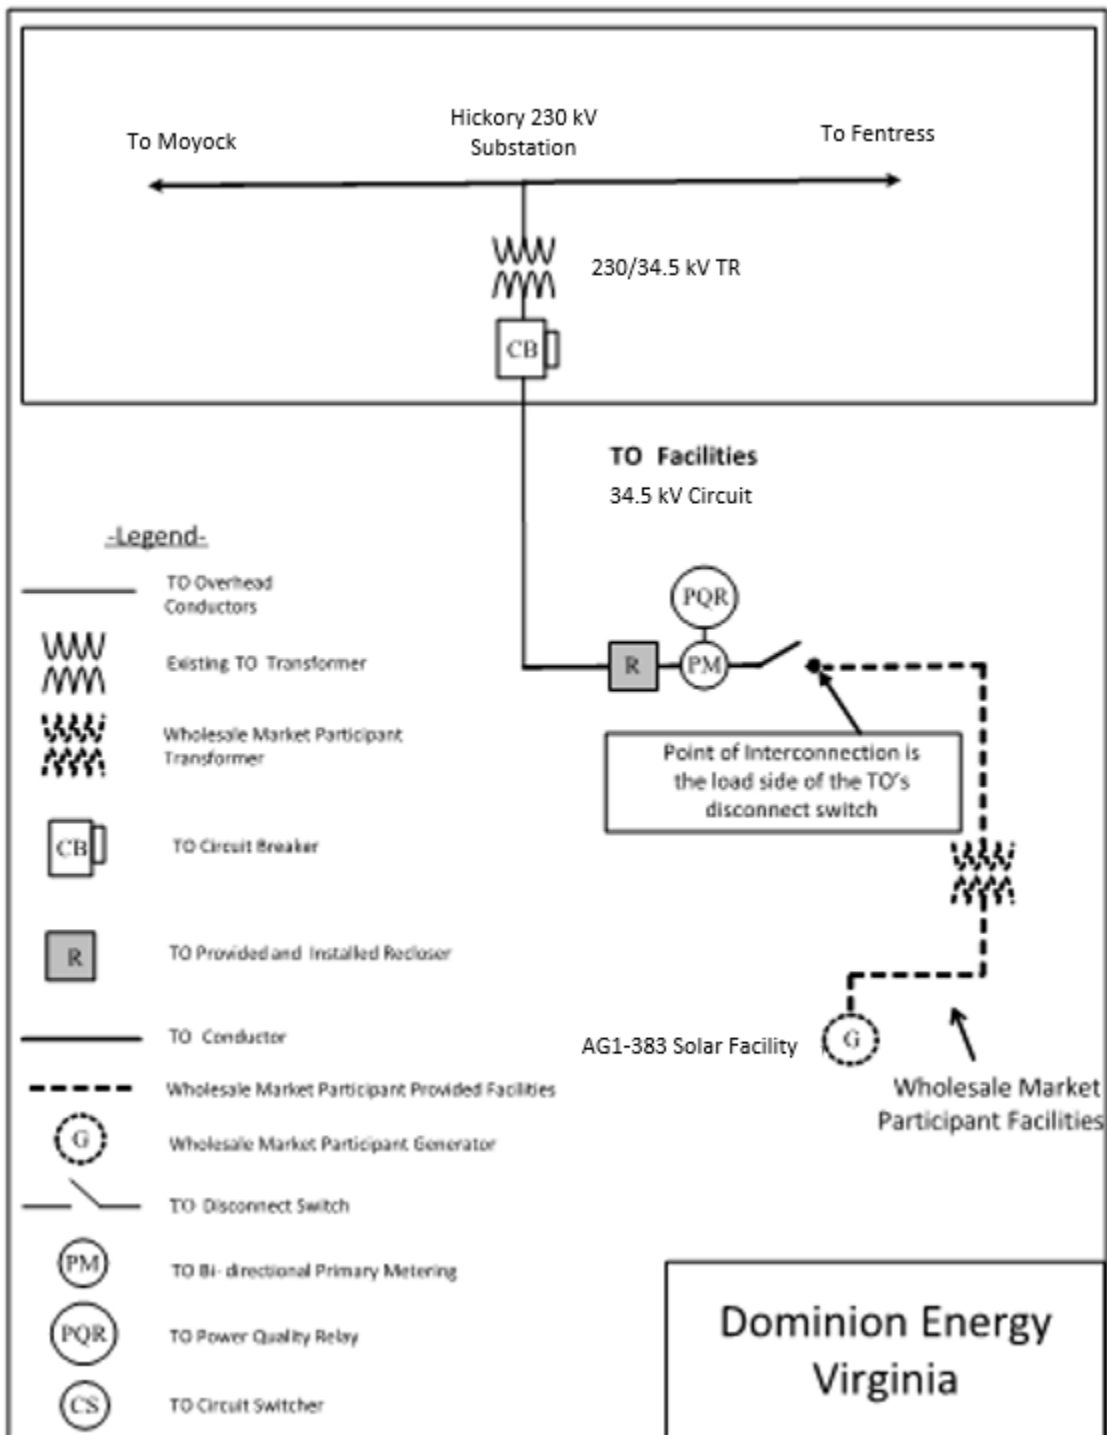 Hickory 230 kV
Substation
To Moyock
To Fentress
230/34.5 kV TR
CB
TO Facilities
34.5 kV Circuit
-Legend-
TO Overhead
Conductors
Existing TO Transformer
Wholesale Market Participant
Transformer
CB
TO Circuit Breaker
R
TO Provided and Installed Recloser
TO Conductor
Wholesale Market Participant Provided Facilities
G
Wholesale Market Participant Generator
TO Disconnect Switch
PM
TO Bi-directional Primary Metering
PQR
TO Power Quality Relay
CS
TO Circuit Switcher
PQR
R
PM
Point of Interconnection is
the load side of the TO's
disconnect switch
AG1-383 Solar Facility
G
Wholesale Market
Participant Facilities
Dominion Energy
Virginia